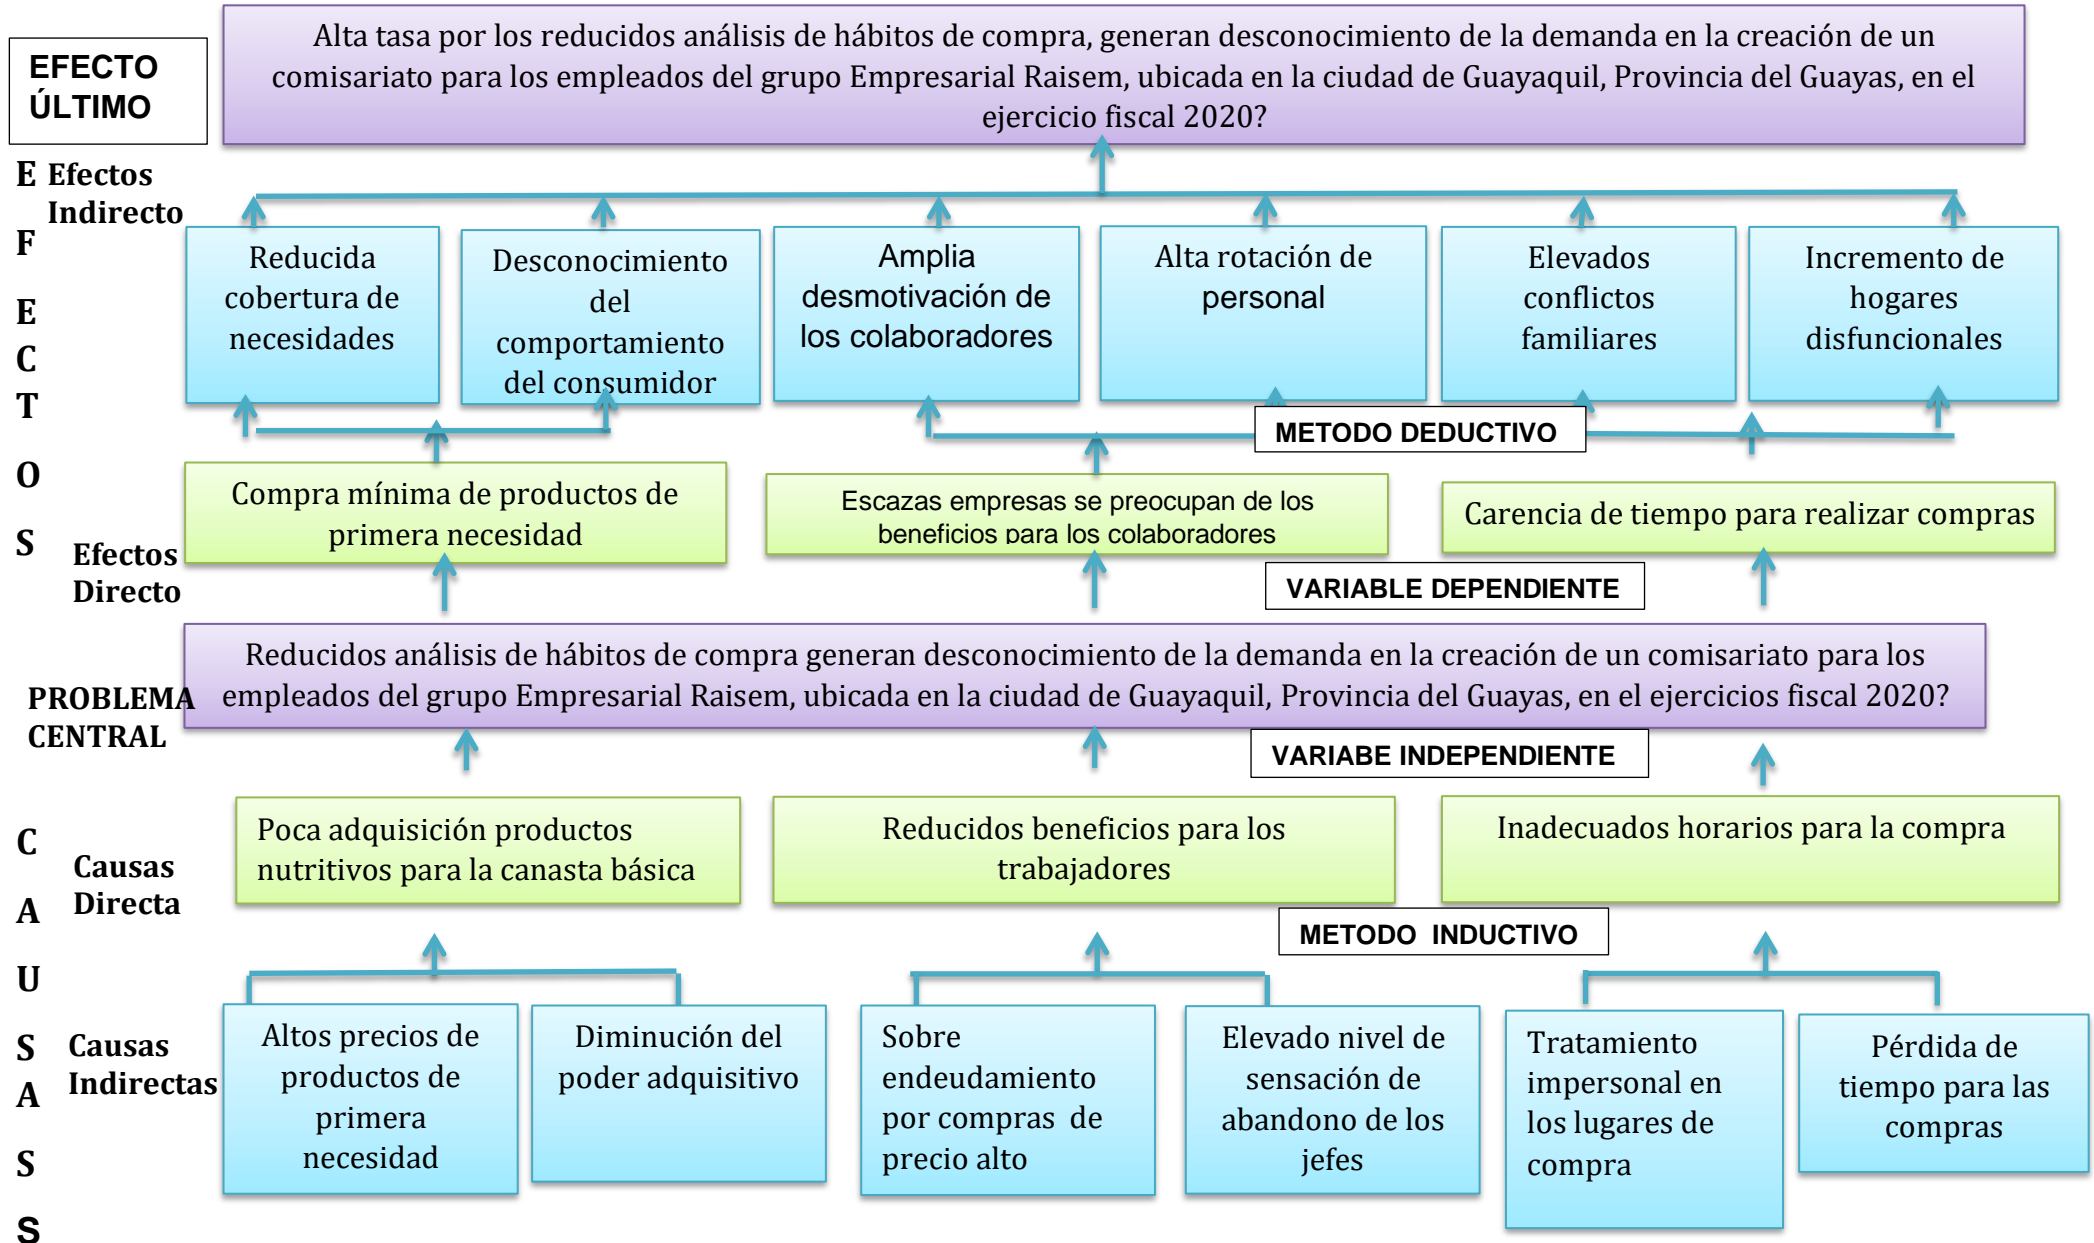 EFECTO
ÚLTIMO
Alta tasa por los reducidos análisis de hábitos de compra, generan desconocimiento de la demanda en la creación de un
comisariato para los empleados del grupo Empresarial Raisem, ubicada en la ciudad de Guayaquil, Provincia del Guayas, en el
ejercicio fiscal 2020?
E
F
E
C
T
O
S
Efectos
Indirecto
Reducida
cobertura de
necesidades
Desconocimiento
del
comportamiento
del consumidor
Amplia
desmotivación de
los colaboradores
Alta rotación de
personal
Elevados
conflictos
familiares
Incremento de
hogares
disfuncionales
METODO DEDUCTIVO
Efectos
Directo
Compra mínima de productos de
primera necesidad
Escazas empresas se preocupan de los
beneficios para los colaboradores
Carencia de tiempo para realizar compras
VARIABLE DEPENDIENTE
PROBLEMA
CENTRAL
Reducidos análisis de hábitos de compra generan desconocimiento de la demanda en la creación de un comisariato para los
empleados del grupo Empresarial Raisem, ubicada en la ciudad de Guayaquil, Provincia del Guayas, en el ejercicios fiscal 2020?
VARIABE INDEPENDIENTE
C
A
U
S
A
S
S
Causas
Directa
Poca adquisición productos
nutritivos para la canasta básica
Reducidos beneficios para los
trabajadores
Inadecuados horarios para la compra
METODO  INDUCTIVO
Causas
Indirectas
Altos precios de
productos de
primera
necesidad
Diminución del
poder adquisitivo
Sobre
endeudamiento
por compras  de
precio alto
Elevado nivel de
sensación de
abandono de los
jefes
Tratamiento
impersonal en
los lugares de
compra
Pérdida de
tiempo para las
compras